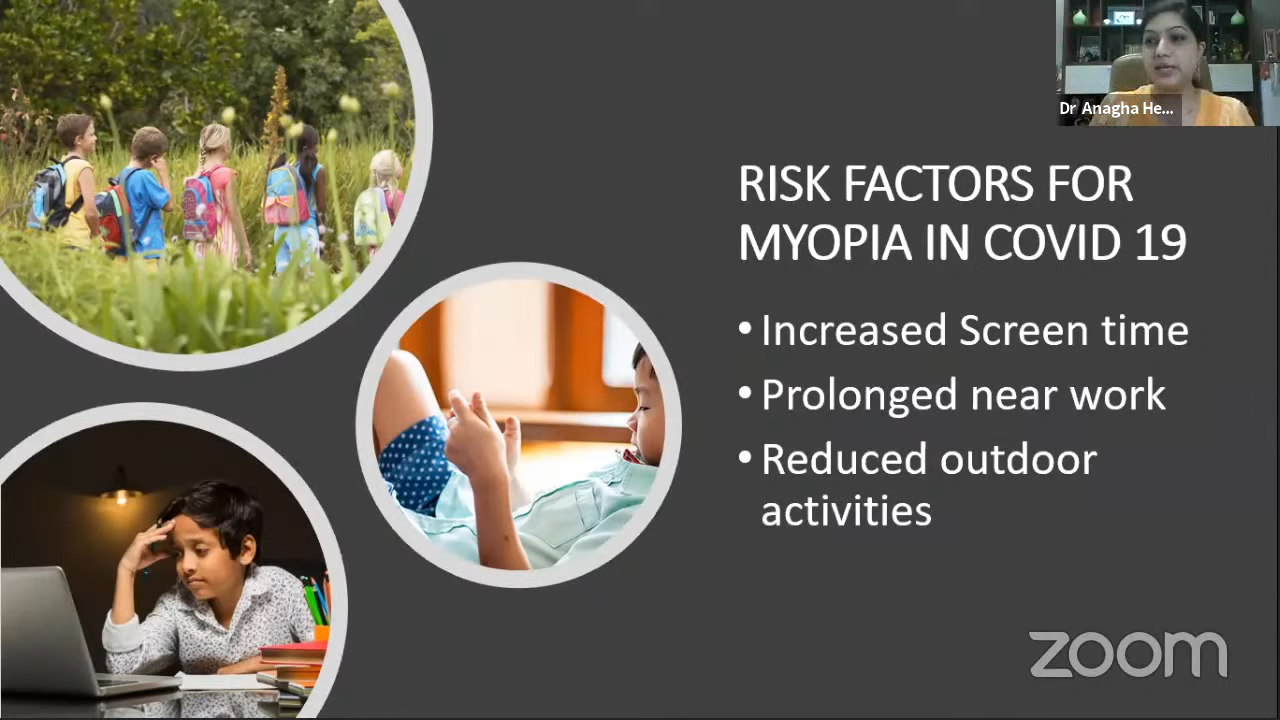 Dr Anagha He...
RISK FACTORS FOR
MYOPIA IN COVID 19
• Increased Screen time
• Prolonged near work
• Reduced outdoor
activities
zoom